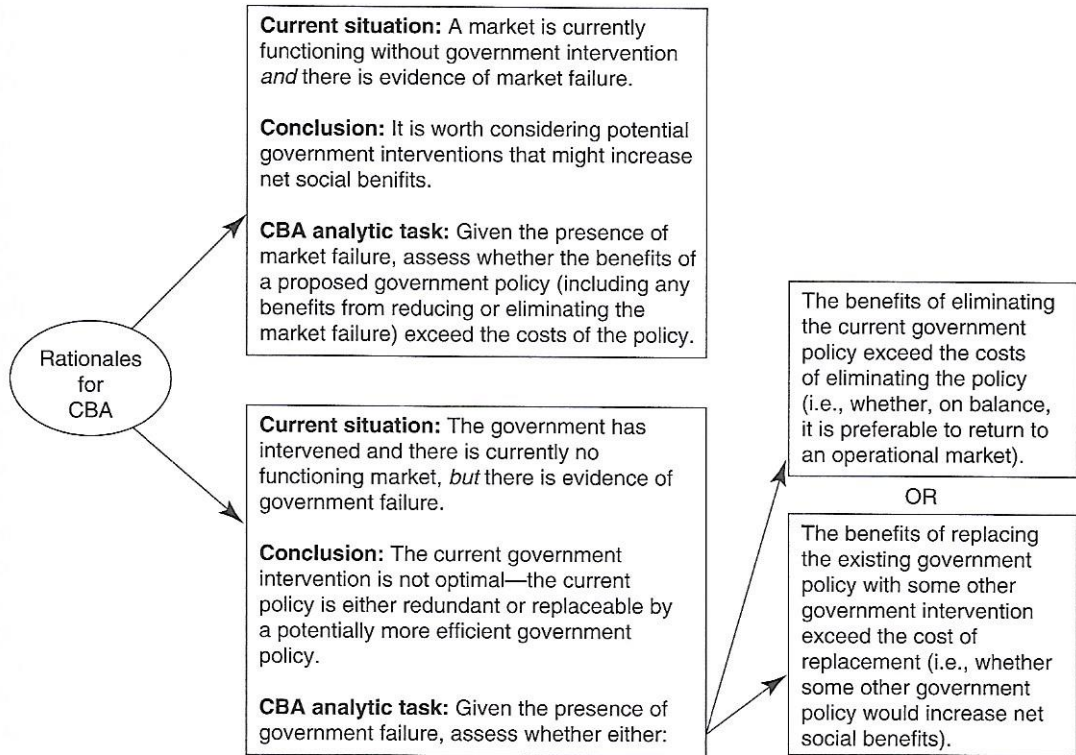 Rationales
for
CBA
Current situation: A market is currently
functioning without government intervention
and there is evidence of market failure.
Conclusion: It is worth considering potential
government interventions that might increase
net social benifits.
CBA analytic task: Given the presence of
market failure, assess whether the benefits of
a proposed government policy (including any
benefits from reducing or eliminating the
market failure) exceed the costs of the policy.
Current situation: The government has
intervened and there is currently no
functioning market, but there is evidence of
government failure.
Conclusion: The current government
intervention is not optimal—the current
policy is either redundant or replaceable by
a potentially more efficient government
policy.
CBA analytic task: Given the presence of
government failure, assess whether either:
The benefits of eliminating
the current government
policy exceed the costs
of eliminating the policy
(i.e., whether, on balance,
it is preferable to return to
an operational market).
OR
The benefits of replacing
the existing government
policy with some other
government intervention
exceed the cost of
replacement (i.e., whether
some other government
policy would increase net
social benefits).